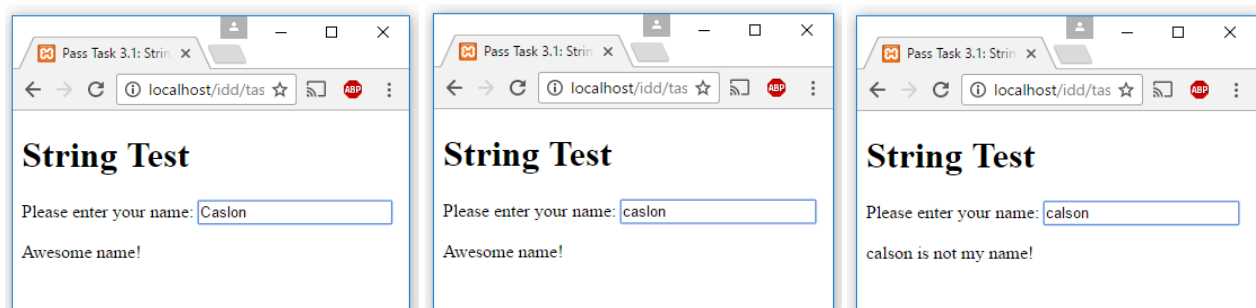 Pass Task 3.1: Strin
localhost/idd/tas
ABP
String Test
Please enter your name: Caslon
Awesome name!
Pass Task 3.1: Strin
localhost/idd/tas
ABP
String Test
Please enter your name: caslon
Awesome name!
Pass Task 3.1: Strin
localhost/idd/tas
ABP
String Test
Please enter your name: calson
calson is not my name!